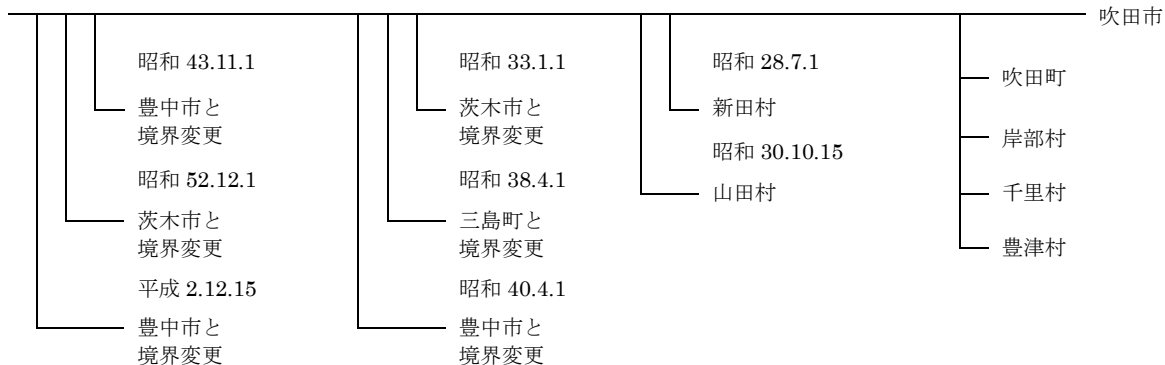 吹田市
吹田町
岸部村
千里村
豊津村
昭和 28.7.1
新田村
昭和 30.10.15
山田村
昭和 33.1.1
茨木市と
境界変更
昭和 38.4.1
三島町と
境界変更
昭和 40.4.1
豊中市と
境界変更
昭和 43.11.1
豊中市と
境界変更
昭和 52.12.1
茨木市と
境界変更
平成 2.12.15
豊中市と
境界変更